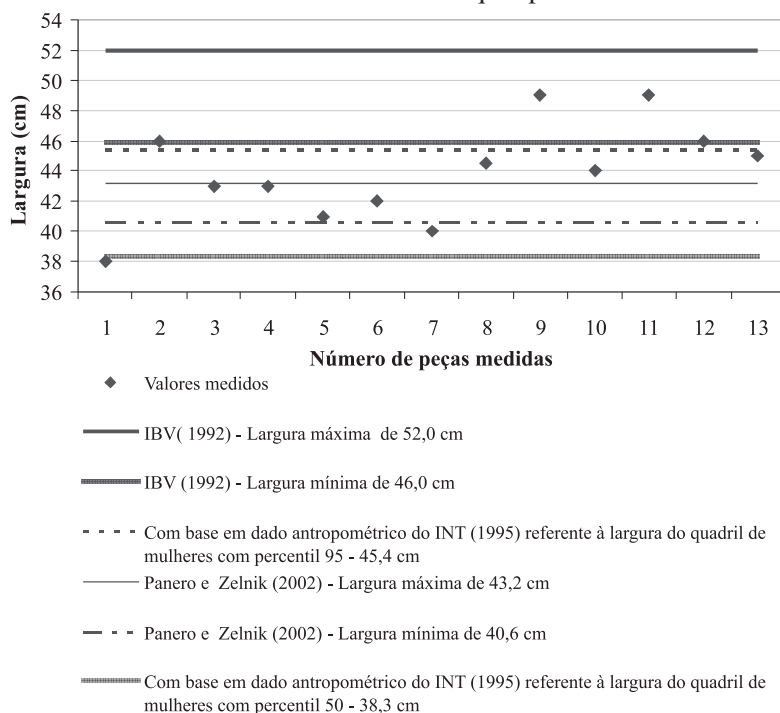 54
52
50
48
46
44
42
40
38
36
Largura (cm)
1 2 3 4 5 6 7 8 9 10 11 12 13
Número de peças medidas
Valores medidos
IBV( 1992) - Largura máxima de 52,0 cm
IBV (1992) - Largura mínima de 46,0 cm
Com base em dado antropométrico do INT (1995) referente à largura do quadril de
mulheres com percentil 95 - 45,4 cm
Panero e Zelnik (2002) - Largura máxima de 43,2 cm
Panero e Zelnik (2002) - Largura mínima de 40,6 cm
Com base em dado antropométrico do INT (1995) referente à largura do quadril de
mulheres com percentil 50 - 38,3 cm